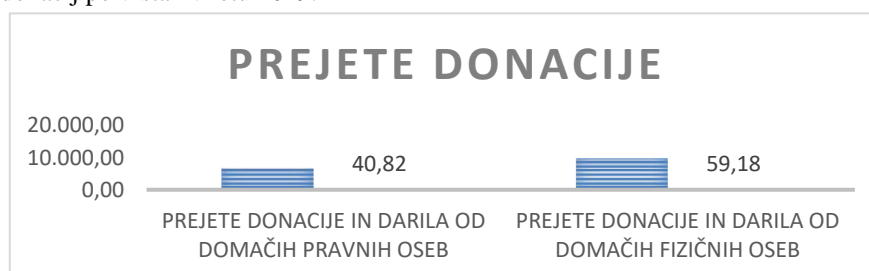 PREJETE DONACIJE
20.000,00
10.000,00
0,00
40,82
59,18
PREJETE DONACIJE IN DARILA OD
DOMAČIH PRAVNIH OSEB
PREJETE DONACIJE IN DARILA OD
DOMAČIH FIZIČNIH OSEB